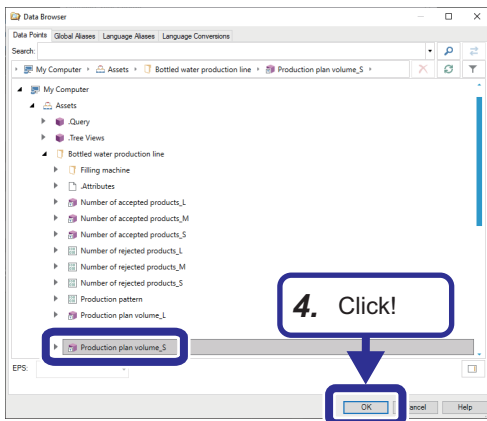 Data Browser
Data Points Global Aliases Language Aliases Language Conversions
Search:
My Computer Assets Bottled water production line Production plan volume_S
My Computer
Assets
.Query
.Tree Views
Bottled water production line
Filling machine
.Attributes
Number of accepted products_L
Number of accepted products_M
Number of accepted products_S
Number of rejected products_L
Number of rejected products_M
Number of rejected products_S
Production pattern
Production plan volume_L
4. Click!
Production plan volume_S
EPS:
OK ancel Help